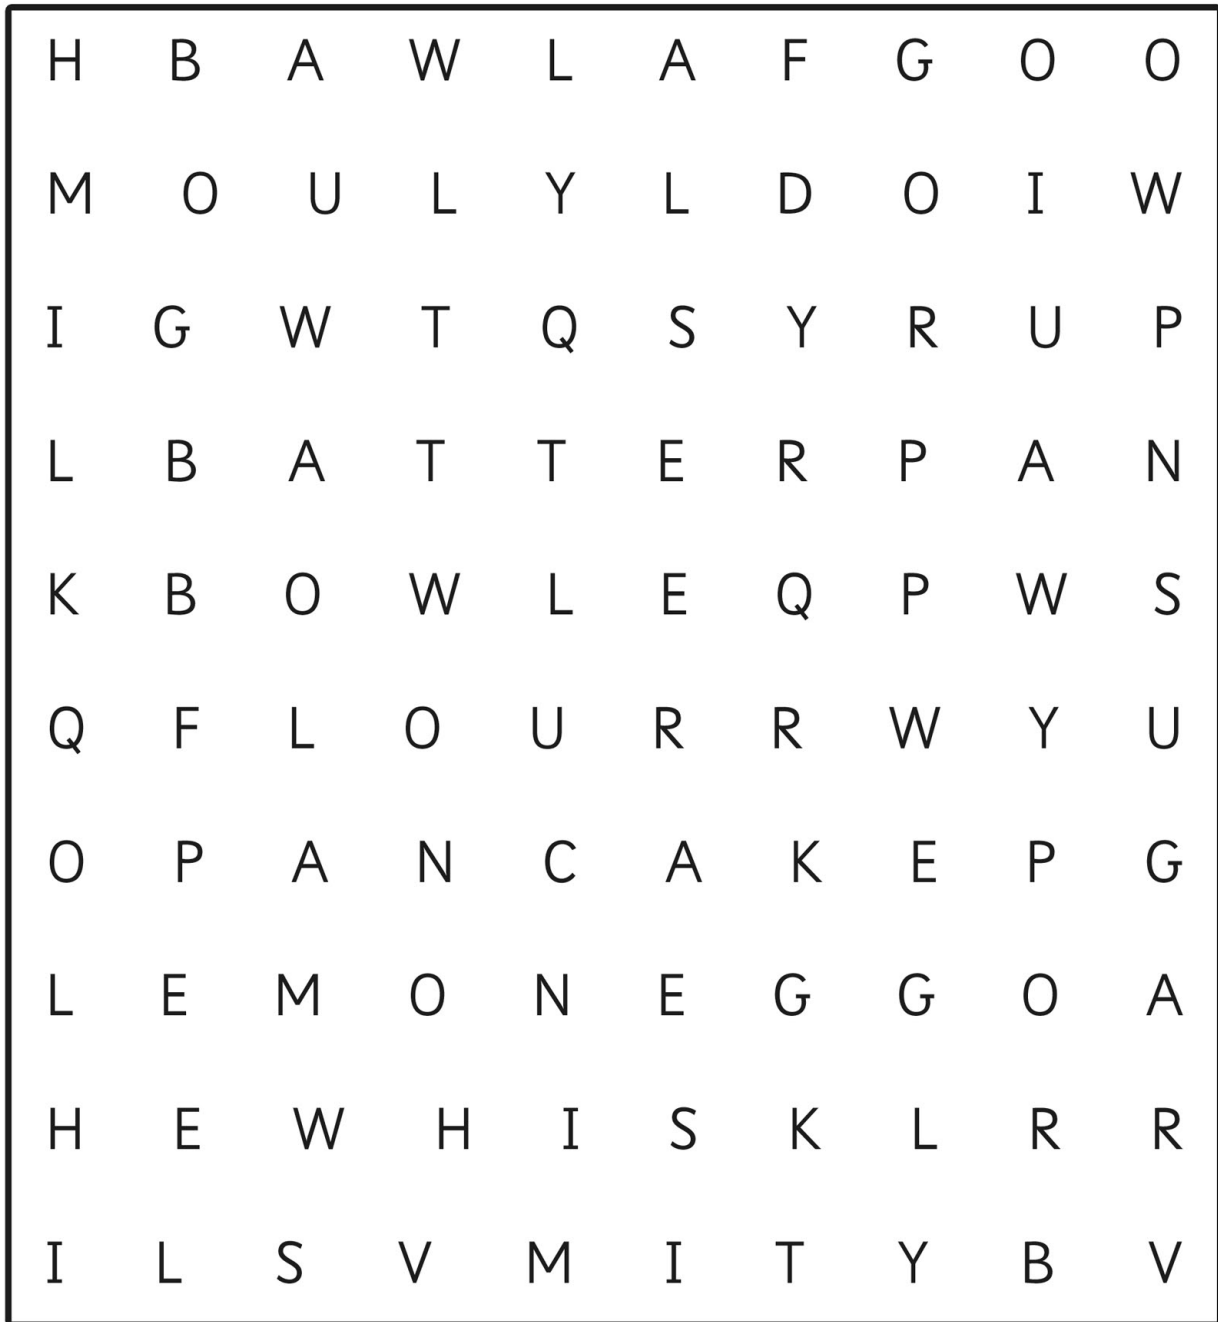 H B A W L A F G O O
M O U L Y L D O I W
I G W T Q S Y R U P
L B A T T E R P A N
K B O W L E Q P W S
Q F L O U R R W Y U
O P A N C A K E P G
L E M O N E G G O A
H E W H I S K L R R
I L S V M I T Y B V